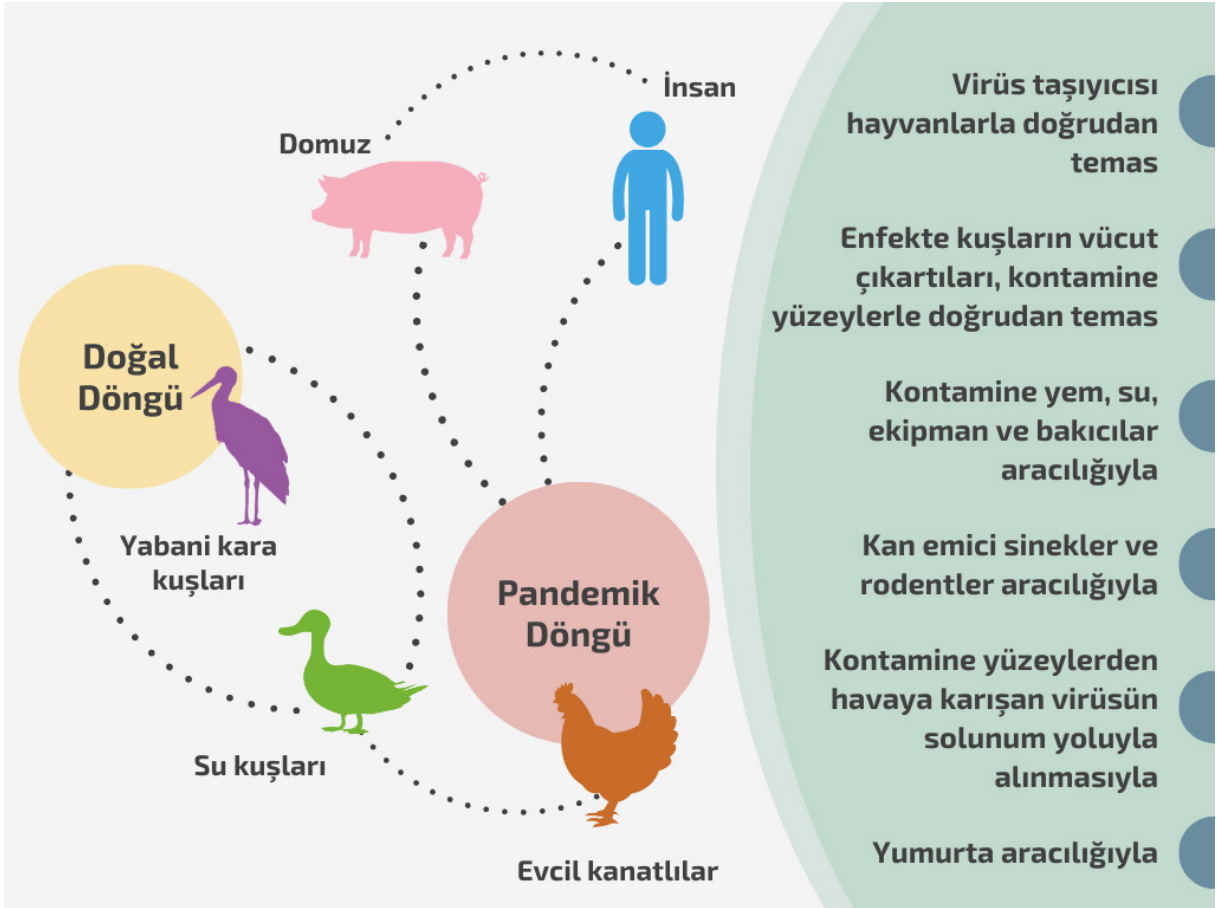 İnsan
Domuz
Doğal
Döngü
Yabani kara
kuşları
Su kuşları
Pandemik
Döngü
Evcil kanatlılar
Virüs taşıyıcısı
hayvanlarla doğrudan
temas
Enfekte kuşların vücut
çıkartıları, kontamine
yüzeylerle doğrudan temas
Kontamine yem, su,
ekipman ve bakıcılar
aracılığıyla
Kan emici sinekler ve
rodentler aracılığıyla
Kontamine yüzeylerden
havaya karışan virüsün
solunum yoluyla
alınmasıyla
Yumurta aracılığıyla